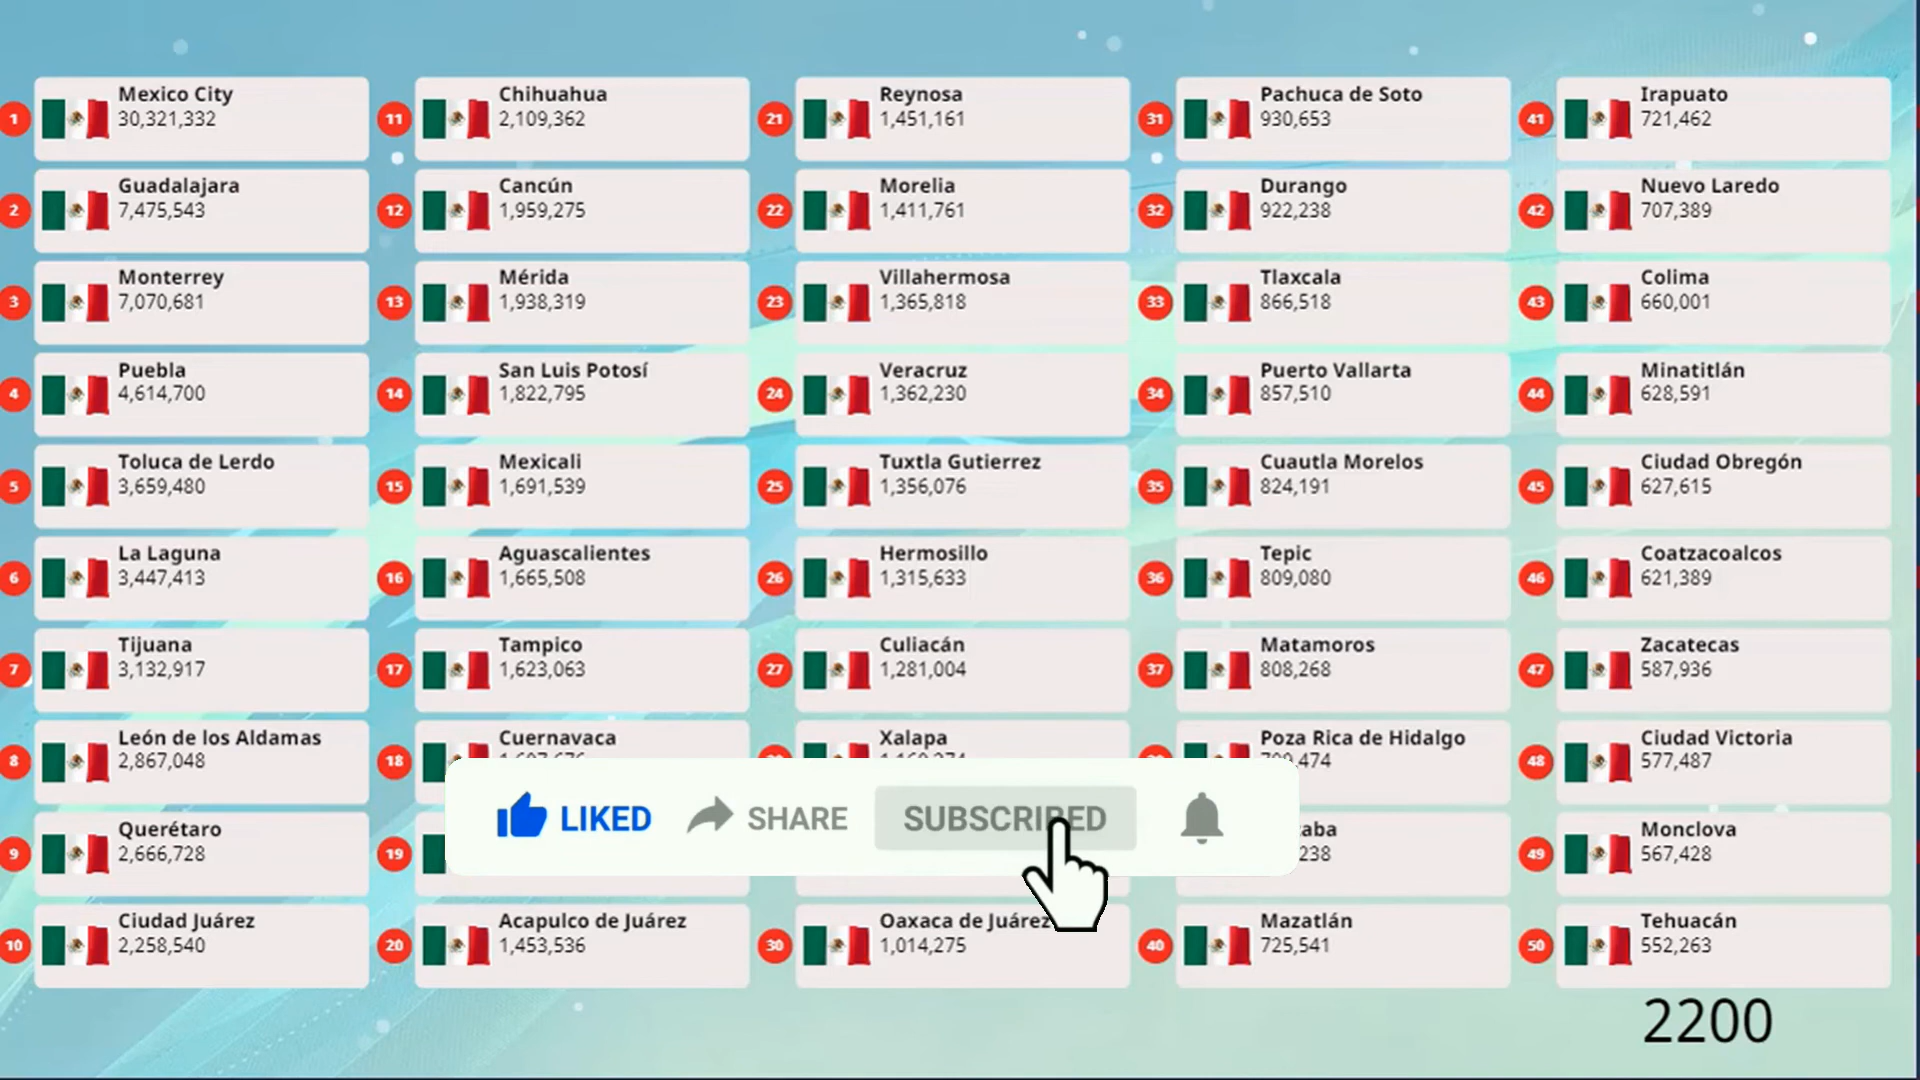 1
Mexico City
30,321,332
2
Guadalajara
7,475,543
3
Monterrey
7,070,681
4
Puebla
4,614,700
5
Toluca de Lerdo
3,659,480
6
La Laguna
3,447,413
7
Tijuana
3,132,917
8
León de los Aldamas
2,867,048
9
Querétaro
2,666,728
10
Ciudad Juárez
2,258,540
11
Chihuahua
2,109,362
12
Cancún
1,959,275
13
Mérida
1,938,319
14
San Luis Potosí
1,822,795
15
Mexicali
1,691,539
16
Aguascalientes
1,665,508
17
Tampico
1,623,063
18
Cuernavaca
19
20
Acapulco de Juárez
1,453,536
21
Reynosa
1,451,161
22
Morelia
1,411,761
23
Villahermosa
1,365,818
24
Veracruz
1,362,230
25
Tuxtla Gutierrez
1,356,076
26
Hermosillo
1,315,633
27
Culiacán
1,281,004
Xalapa
30
Oaxaca de Juárez
1,014,275
31
Pachuca de Soto
930,653
32
Durango
922,238
33
Tlaxcala
866,518
34
Puerto Vallarta
857,510
35
Cuautla Morelos
824,191
36
Tepic
809,080
37
Matamoros
808,268
Poza Rica de Hidalgo
40
Mazatlán
725,541
41
Irapuato
721,462
42
Nuevo Laredo
707,389
43
Colima
660,001
44
Minatitlán
628,591
45
Ciudad Obregón
627,615
46
Coatzacoalcos
621,389
47
Zacatecas
587,936
48
Ciudad Victoria
577,487
49
Monclova
567,428
50
Tehuacán
552,263
LIKED
SHARE
SUBSCRIBED
2200